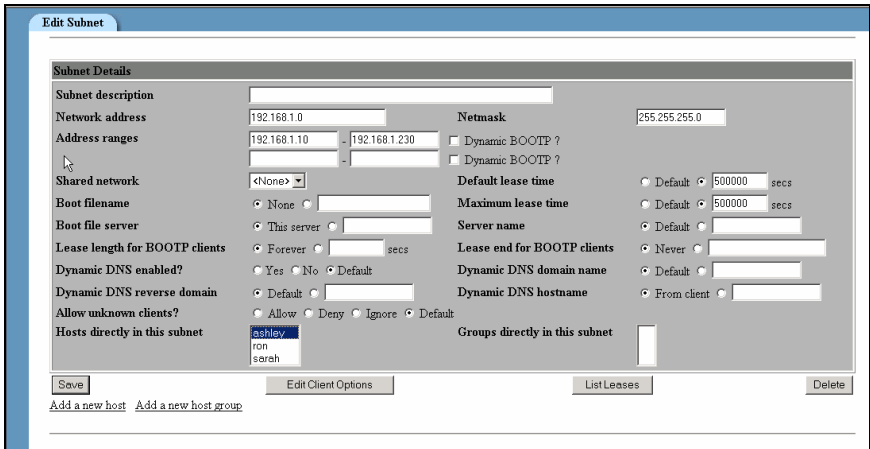 Edit Subnet
Subnet Details
Subnet description
Network address 192.168.1.0 Netmask 255.255.255.0
Address ranges 192.168.1.10 - 192.168.1.230 Dynamic BOOTP ?
- Dynamic BOOTP ?
Shared network <None> Default lease time Default 500000 secs
Boot filename None Maximum lease time Default 500000 secs
Boot file server This server Server name Default
Lease length for BOOTP clients Forever secs Lease end for BOOTP clients Never
Dynamic DNS enabled? Yes No Default Dynamic DNS domain name Default
Dynamic DNS reverse domain Default Dynamic DNS hostname From client
Allow unknown clients? Allow Deny Ignore Default
Hosts directly in this subnet ashley Groups directly in this subnet
ron
sarah
Save Edit Client Options List Leases Delete
Add a new host Add a new host group